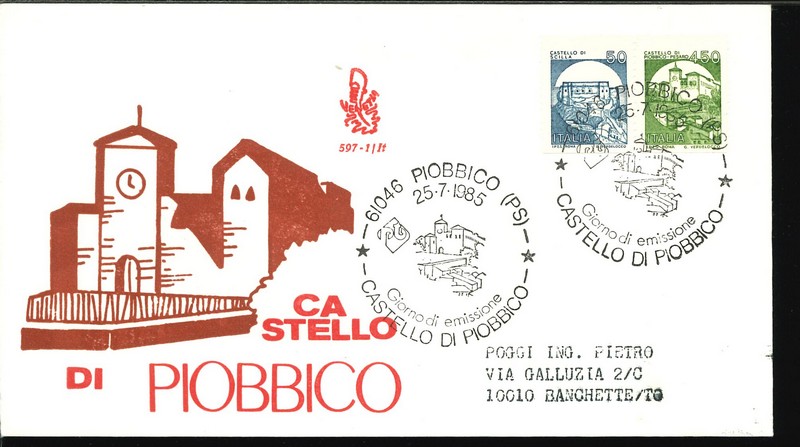 CASTELLO DI
SCILLA
50
CASTELLO DI
PIOBBICO-PESARO
450
ITALIA
ITALIA
597-1/It
61046 PIOBBICO (PS)
25-7-1985
Giorno di emissione
CASTELLO DI PIOBBICO
PIOBBICO
25-7
Giorno di emissione
CASTELLO DI PIOBBICO
CA
STELLO
DI PIOBBICO
POGGI ING. PIETRO
VIA GALLUZIA 2/C
10010 BANCHETTE/TO